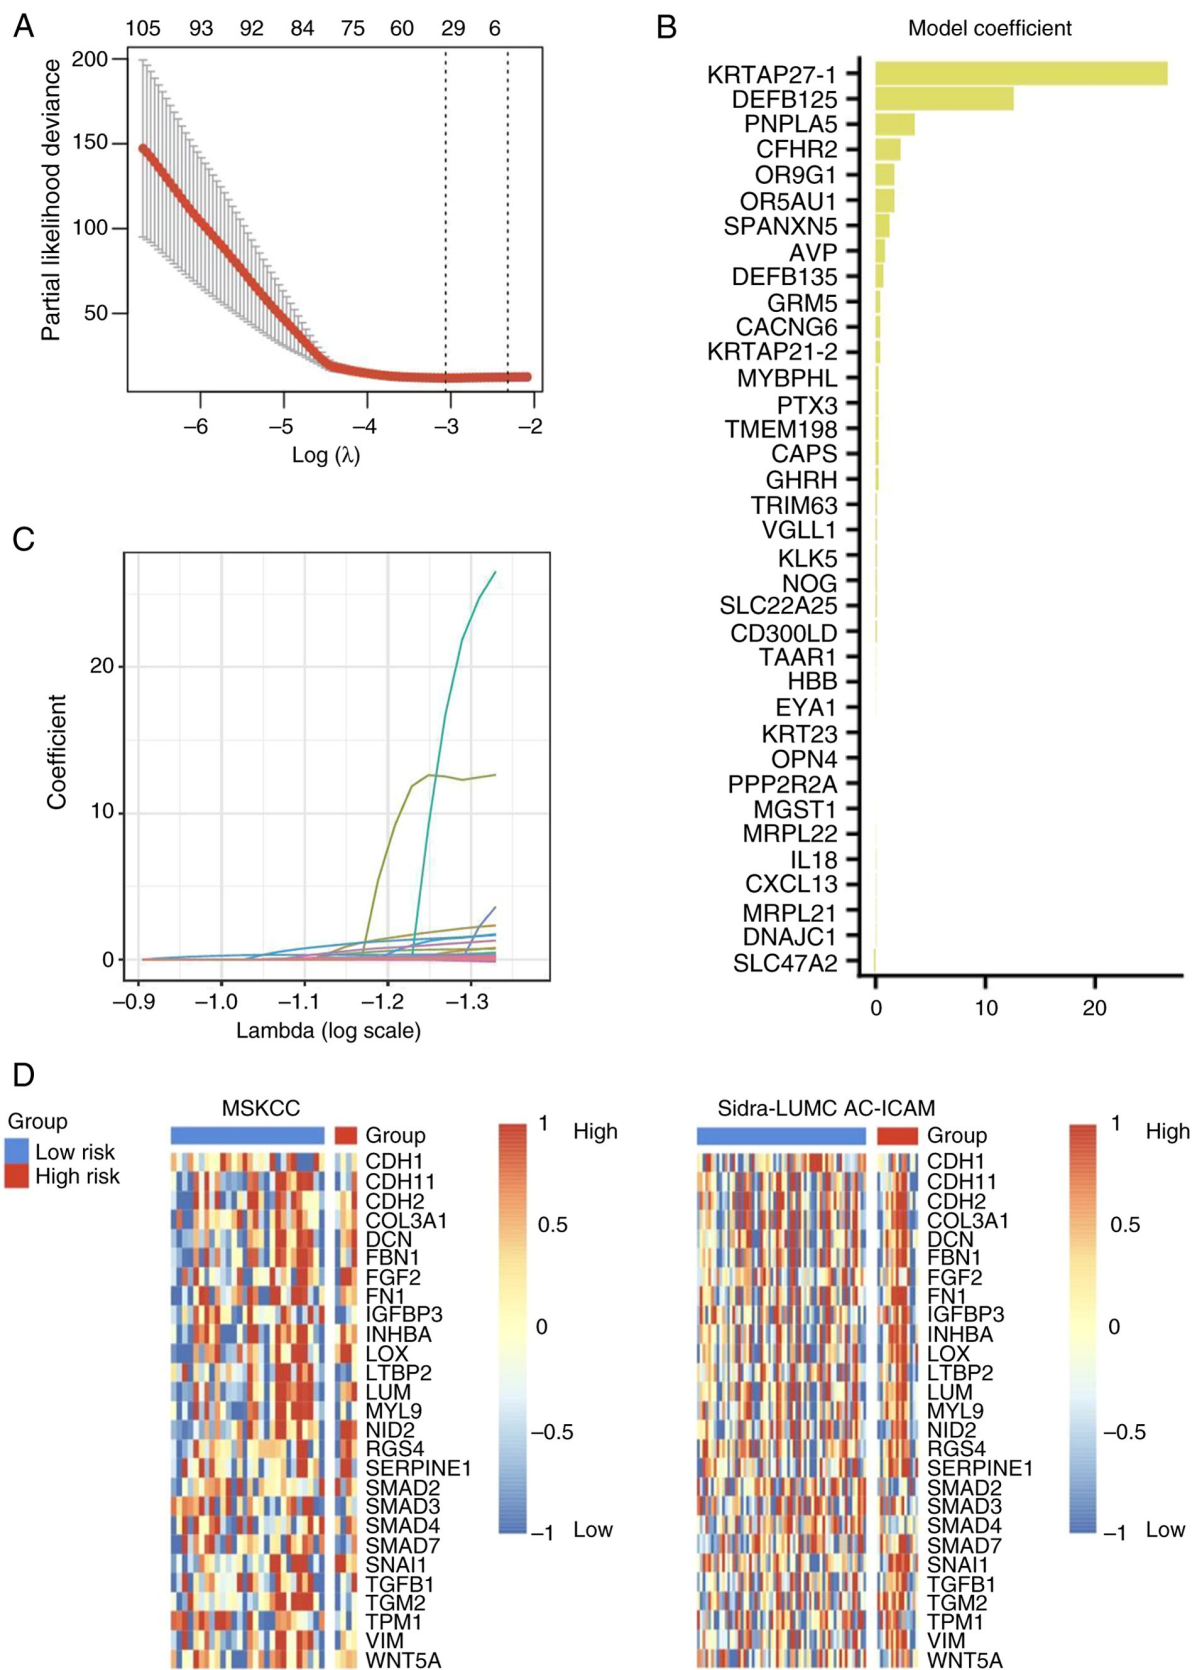 A
105 93 92 84 75 60 29 6
200
150
100
50
Partial likelihood deviance
−6 −5 −4 −3 −2
Log (λ)
B
Model coefficient
KRTAP27-1
DEFB125
PNPLA5
CFHR2
OR9G1
OR5AU1
SPANXN5
AVP
DEFB135
GRM5
CACNG6
KRTAP21-2
MYBPHL
PTX3
TMEM198
CAPS
GHRH
TRIM63
VGLL1
KLK5
NOG
SLC22A25
CD300LD
TAAR1
HBB
EYA1
KRT23
OPN4
PPP2R2A
MGST1
MRPL22
IL18
CXCL13
MRPL21
DNAJC1
SLC47A2
0 10 20
C
20
10
0
Coefficient
−0.9 −1.0 −1.1 −1.2 −1.3
Lambda (log scale)
D
Group
Low risk
High risk
MSKCC
Group
CDH1
CDH11
CDH2
COL3A1
DCN
FBN1
FGF2
FN1
IGFBP3
INHBA
LOX
LTBP2
LUM
MYL9
NID2
RGS4
SERPINE1
SMAD2
SMAD3
SMAD4
SMAD7
SNAI1
TGFB1
TGM2
TPM1
VIM
WNT5A
1 High
0.5
0
−0.5
−1 Low
Sidra-LUMC AC-ICAM
Group
CDH1
CDH11
CDH2
COL3A1
DCN
FBN1
FGF2
FN1
IGFBP3
INHBA
LOX
LTBP2
LUM
MYL9
NID2
RGS4
SERPINE1
SMAD2
SMAD3
SMAD4
SMAD7
SNAI1
TGFB1
TGM2
TPM1
VIM
WNT5A
1 High
0.5
0
−0.5
−1 Low